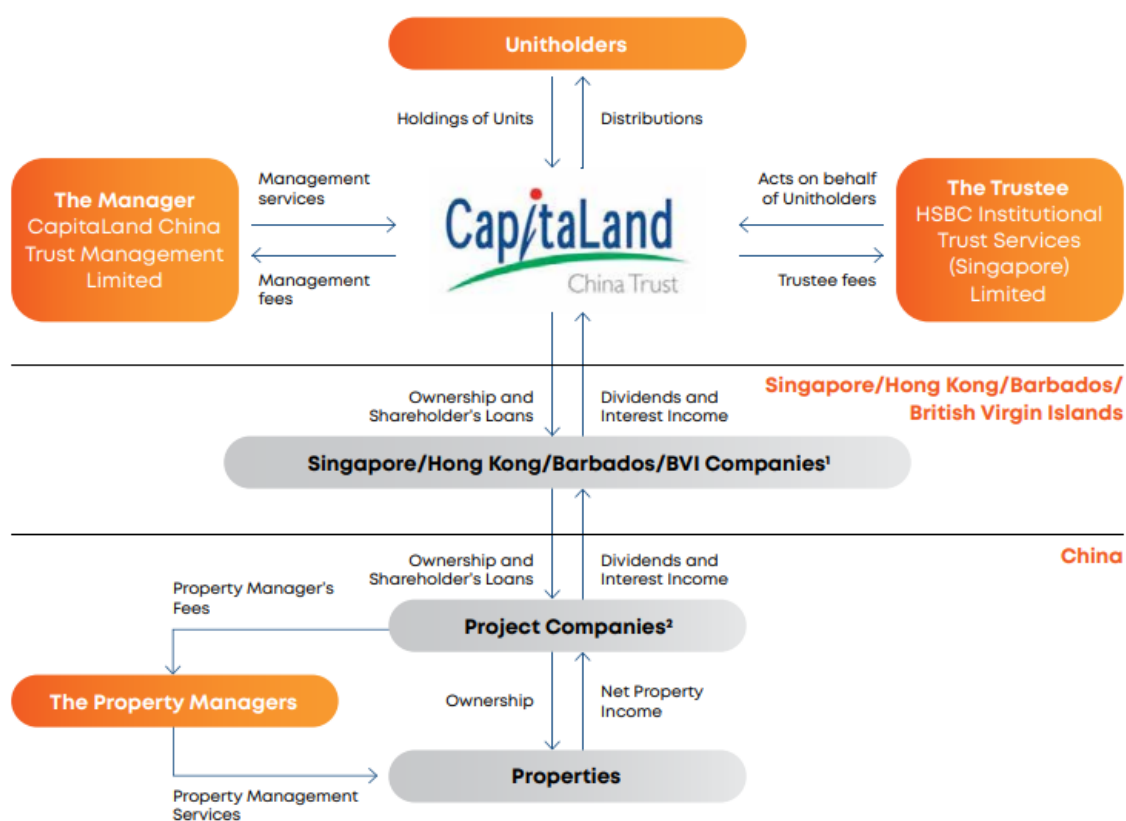 Unitholders
Holdings of Units
Distributions
The Manager
CapitaLand China
Trust Management
Limited
Management
services
Management
fees
CapitaLand
China Trust
Acts on behalf
of Unitholders
Trustee fees
The Trustee
HSBC Institutional
Trust Services
(Singapore)
Limited
Singapore/Hong Kong/Barbados/
British Virgin Islands
Ownership and
Shareholder's Loans
Dividends and
Interest Income
Singapore/Hong Kong/Barbados/BVI Companies¹
China
Ownership and
Shareholder's Loans
Dividends and
Interest Income
Property Manager's
Fees
Project Companies²
The Property Managers
Ownership
Net Property
Income
Properties
Property Management
Services